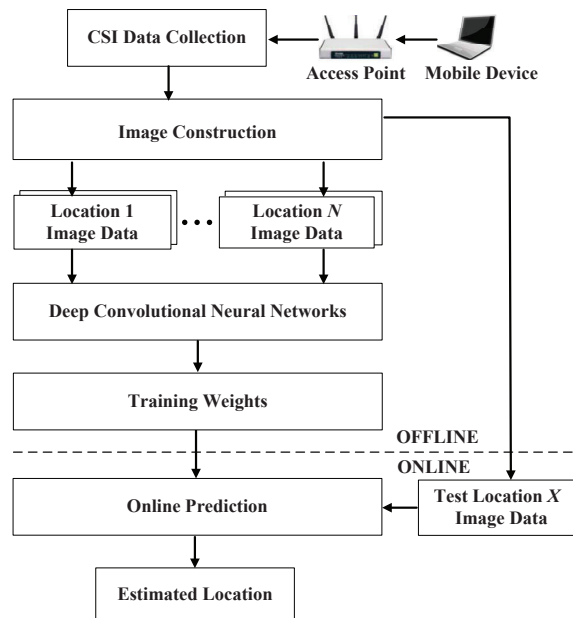 CSI Data Collection
Access Point
Mobile Device
Image Construction
Location 1
Image Data
• • •
Location N
Image Data
Deep Convolutional Neural Networks
Training Weights
OFFLINE
ONLINE
Online Prediction
Test Location X
Image Data
Estimated Location